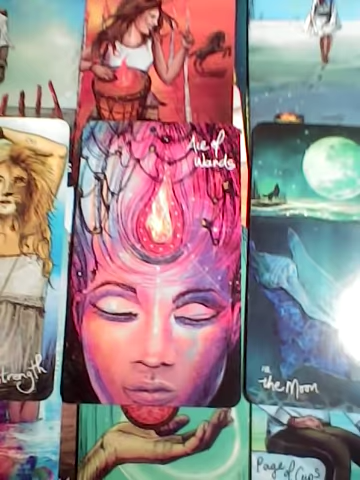 Ace of
Wands
Strength
the Moon
Page of Cups